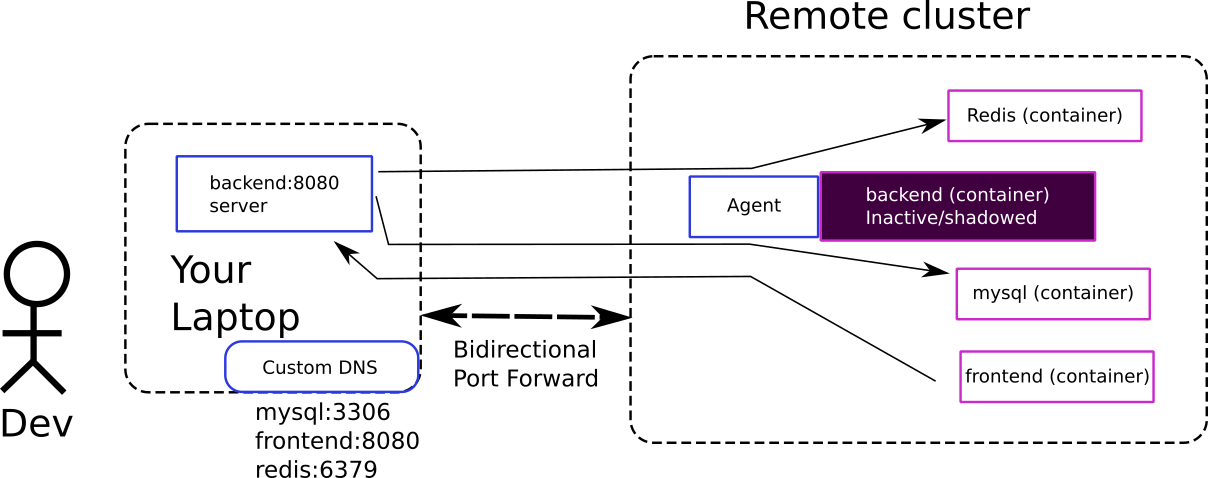 Remote cluster
Redis (container)
backend:8080
server
Agent
backend (container)
Inactive/shadowed
Your
Laptop
mysql (container)
Bidirectional
Port Forward
Custom DNS
frontend (container)
mysql:3306
frontend:8080
redis:6379
Dev